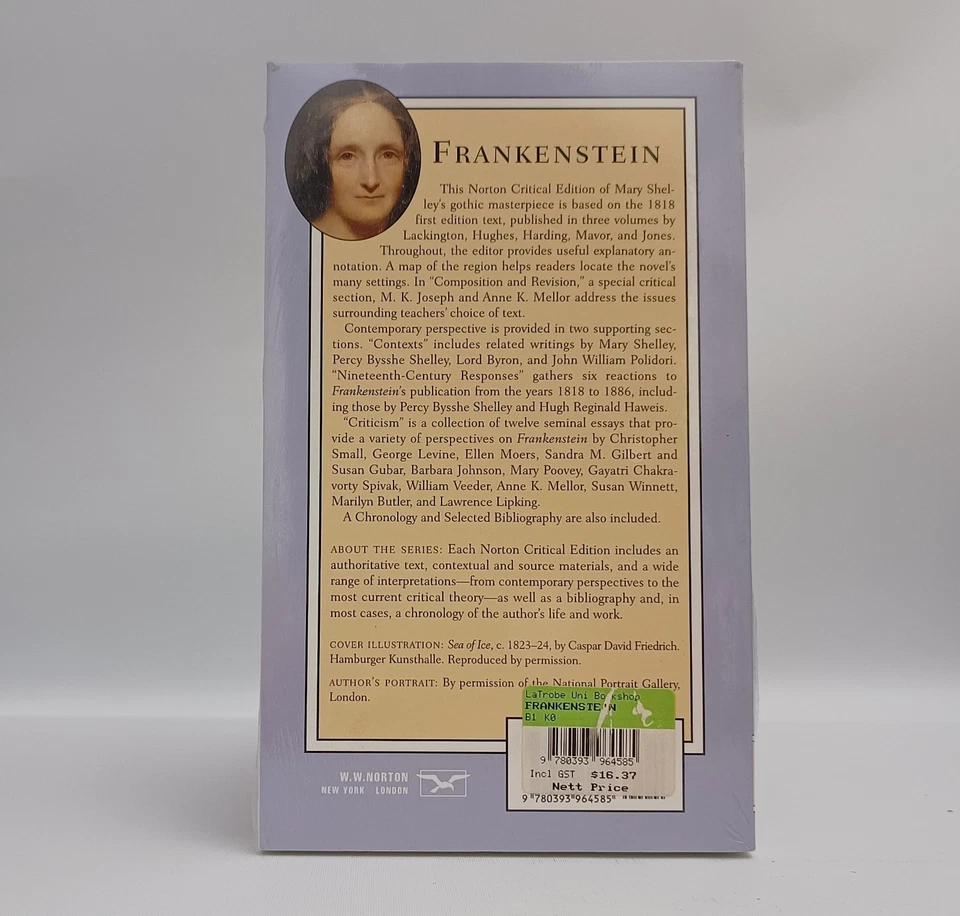 FRANKENSTEIN
This Norton Critical Edition of Mary Shel-
ley's gothic masterpiece is based on the 1818
first edition text, published in three volumes by
Lackington, Hughes, Harding, Mavor, and Jones.
Throughout, the editor provides useful explanatory an-
notation. A map of the region helps readers locate the novel's
many settings. In “Composition and Revision,” a special critical
section, M. K. Joseph and Anne K. Mellor address the issues
surrounding teachers' choice of text.
Contemporary perspective is provided in two supporting sec-
tions. “Contexts” includes related writings by Mary Shelley,
Percy Bysshe Shelley, Lord Byron, and John William Polidori.
“Nineteenth-Century Responses” gathers six reactions to
Frankenstein's publication from the years 1818 to 1886, includ-
ing those by Percy Bysshe Shelley and Hugh Reginald Haweis.
“Criticism” is a collection of twelve seminal essays that pro-
vide a variety of perspectives on Frankenstein by Christopher
Small, George Levine, Ellen Moers, Sandra M. Gilbert and
Susan Gubar, Barbara Johnson, Mary Poovey, Gayatri Chakra-
vorty Spivak, William Veeder, Anne K. Mellor, Susan Winnett,
Marilyn Butler, and Lawrence Lipking.
A Chronology and Selected Bibliography are also included.
ABOUT THE SERIES: Each Norton Critical Edition includes an
authoritative text, contextual and source materials, and a wide
range of interpretations—from contemporary perspectives to the
most current critical theory—as well as a bibliography and, in
most cases, a chronology of the author's life and work.
COVER ILLUSTRATION: Sea of Ice, c. 1823–24, by Caspar David Friedrich.
Hamburger Kunsthalle. Reproduced by permission.
AUTHOR'S PORTRAIT: By permission of the National Portrait Gallery,
London.
LaTrobe Uni Bookshop
FRANKENSTEIN
B1 K0
9 780393 964585
Incl GST $16.37
Nett Price
9 780393 964585
W.W.NORTON
NEW YORK LONDON